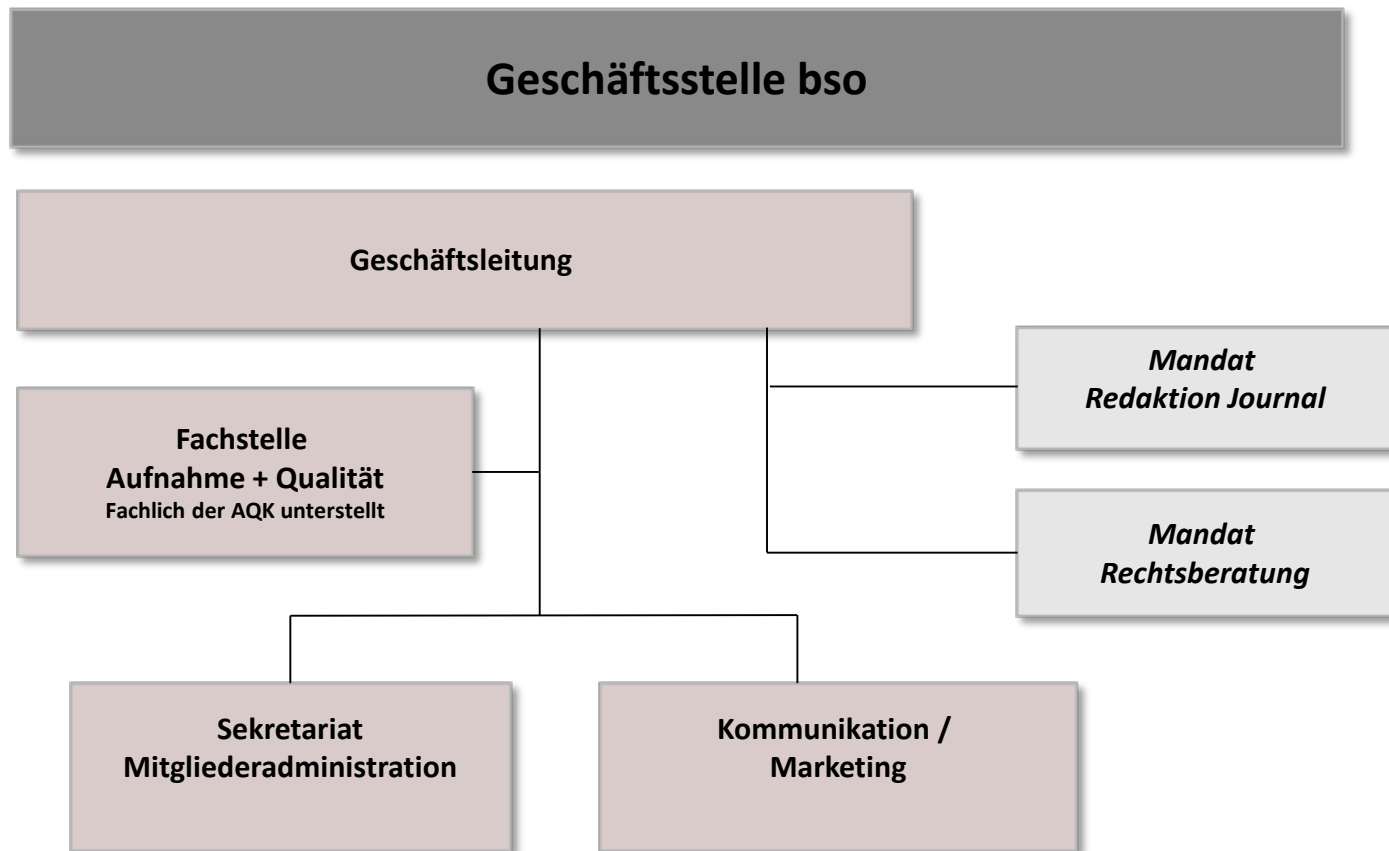 Geschäftsstelle bso
Geschäftsleitung
Mandat
Redaktion Journal
Fachstelle
Aufnahme + Qualität
Fachlich der AQK unterstellt
Mandat
Rechtsberatung
Sekretariat
Mitgliederadministration
Kommunikation /
Marketing